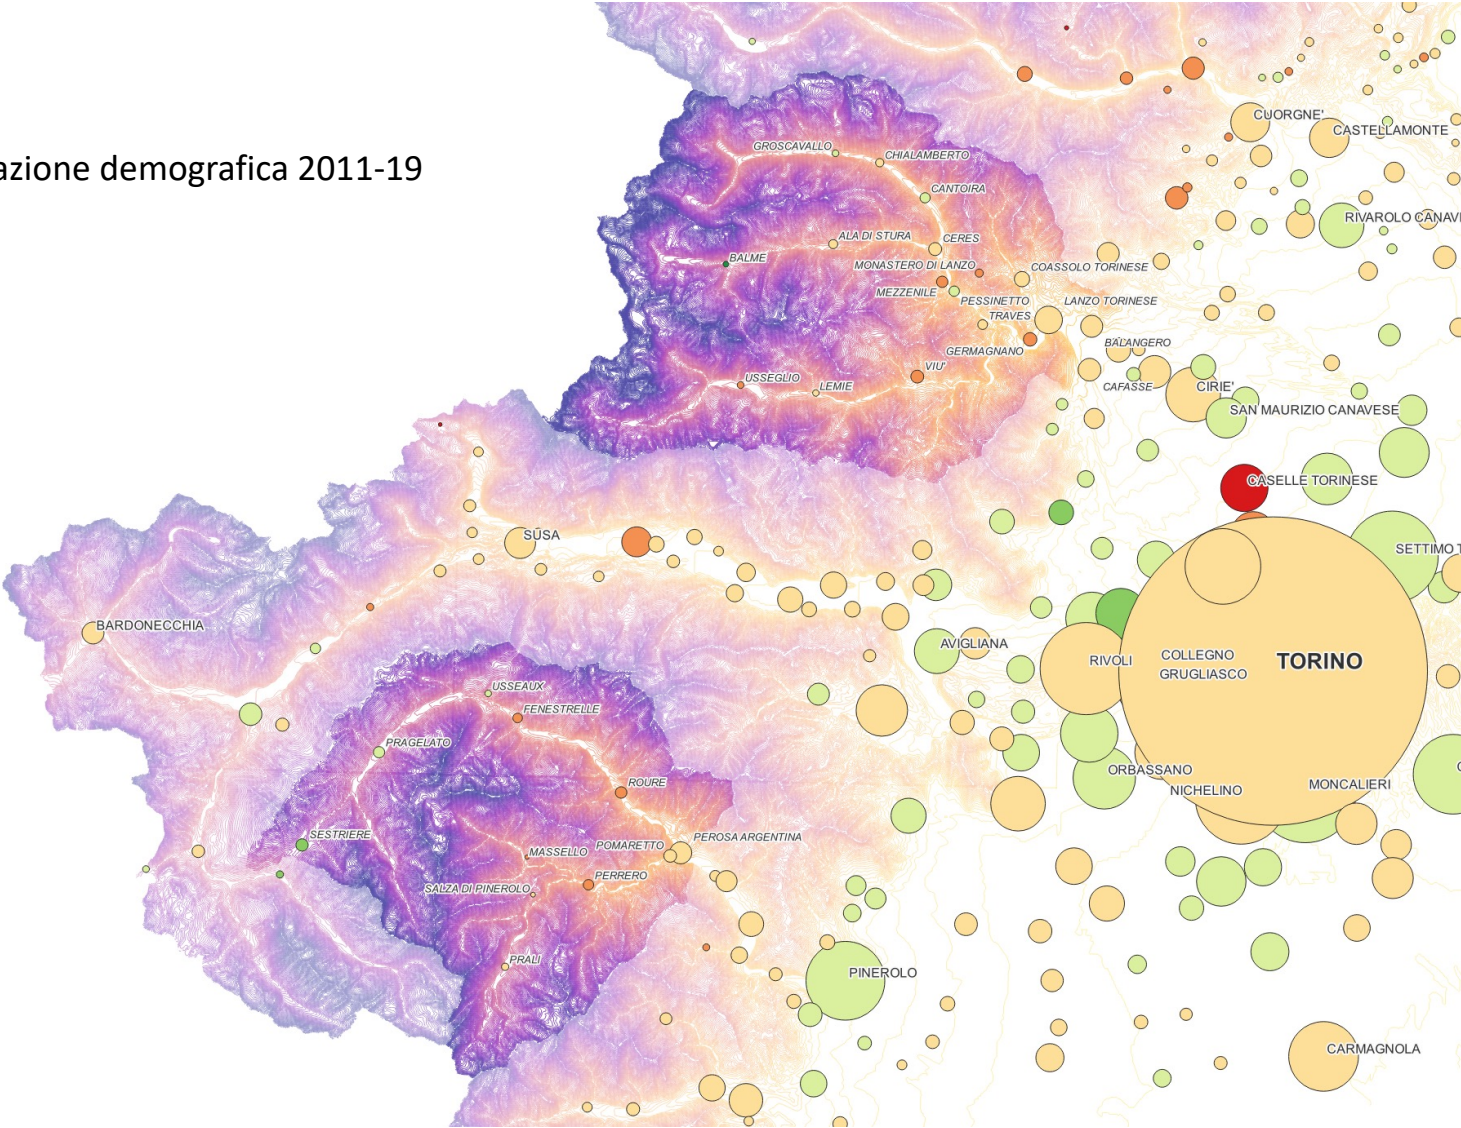 azione demografica 2011-19
CUORGNE'
CASTELLAMONTE
GROSCAVALLO
CHIALAMBERTO
CANTOIRA
RIVAROLO CANAVE
ALA DI STURA
CERES
BALME
MONASTERO DI LANZO
COASSOLO TORINESE
MEZZENILE
PESSINETTO
LANZO TORINESE
TRAVES
GERMAGNANO
BALANGERO
VIU'
USSEGLIO
LEMIE
CAFASSE
CIRIE'
SAN MAURIZIO CANAVESE
CASELLE TORINESE
SUSA
SETTIMO T
BARDONECCHIA
AVIGLIANA
RIVOLI
COLLEGNO
GRUGLIASCO
TORINO
USSEAUX
FENESTRELLE
PRAGELATO
ORBASSANO
NICHELINO
MONCALIERI
ROURE
SESTRIERE
PEROSA ARGENTINA
POMARETTO
MASSELLO
PERRERO
SALZA DI PINEROLO
PRALI
PINEROLO
CARMAGNOLA